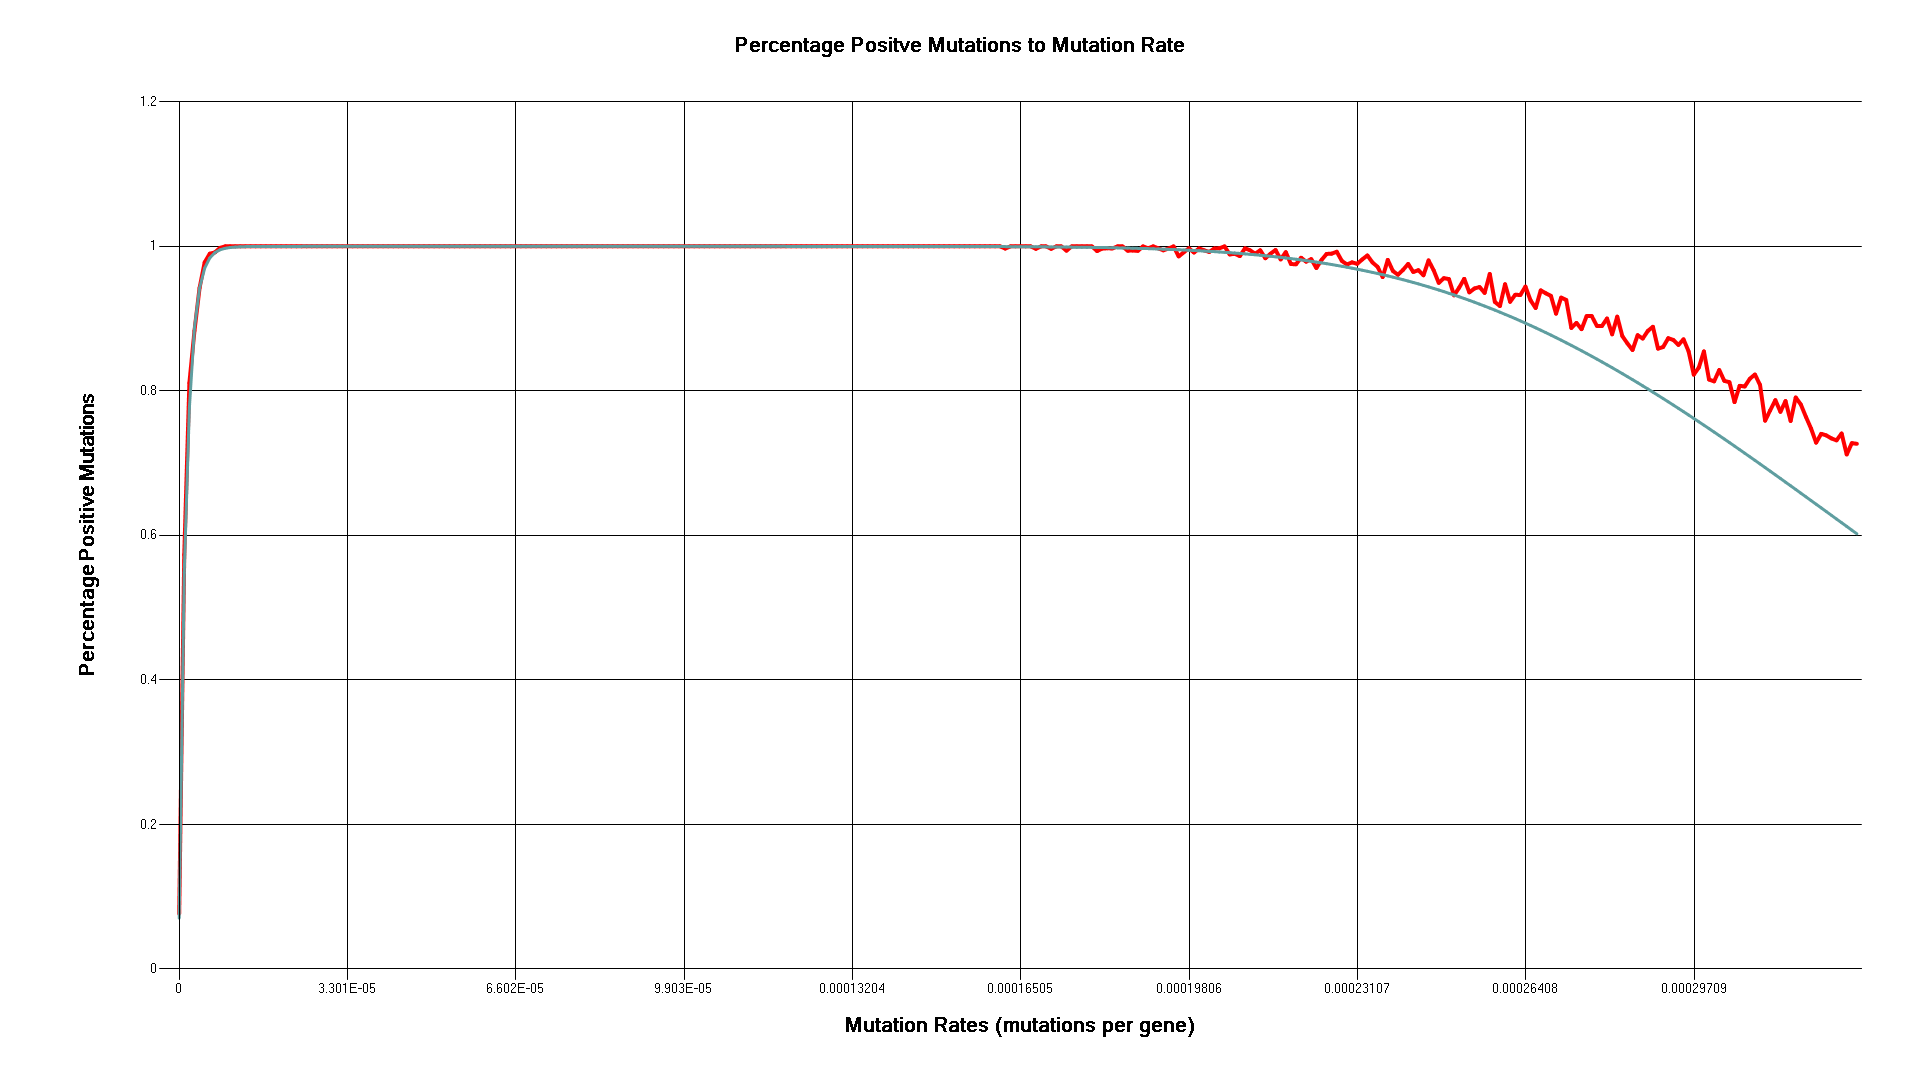 Percentage Positve Mutations to Mutation Rate
Percentage Positive Mutations
1.2
1
0.8
0.6
0.4
0.2
0
0 3.301E-05 6.602E-05 9.903E-05 0.00013204 0.00016505 0.00019806 0.00023107 0.00026408 0.00029709
Mutation Rates (mutations per gene)